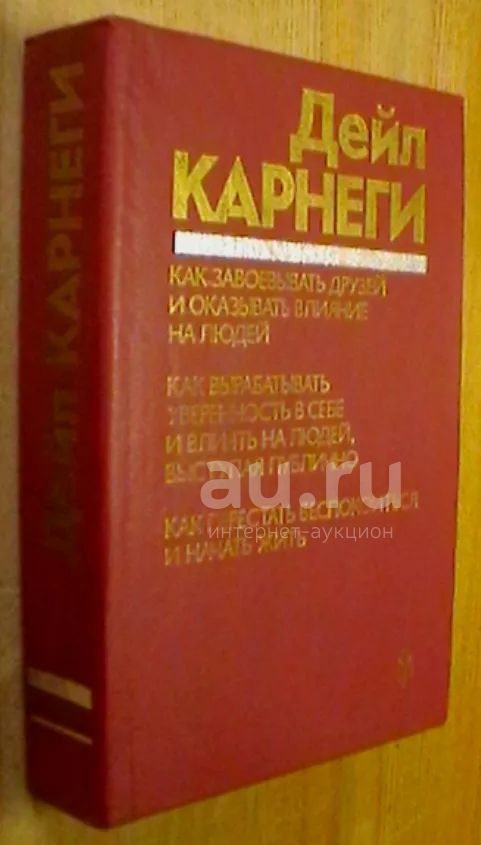 Дейл КАРНЕГИ
Дейл
КАРНЕГИ
КАК ЗАВОЕВЫВАТЬ ДРУЗЕЙ
И ОКАЗЫВАТЬ ВЛИЯНИЕ
НА ЛЮДЕЙ
КАК ВЫРАБАТЫВАТЬ
УВЕРЕННОСТЬ В СЕБЕ
И ВЛИЯТЬ НА ЛЮДЕЙ,
ВЫСТУПАЯ ПУБЛИЧНО
КАК ПЕРЕСТАТЬ БЕСПОКОИТЬСЯ
И НАЧАТЬ ЖИТЬ
au.ru
интернет-аукцион